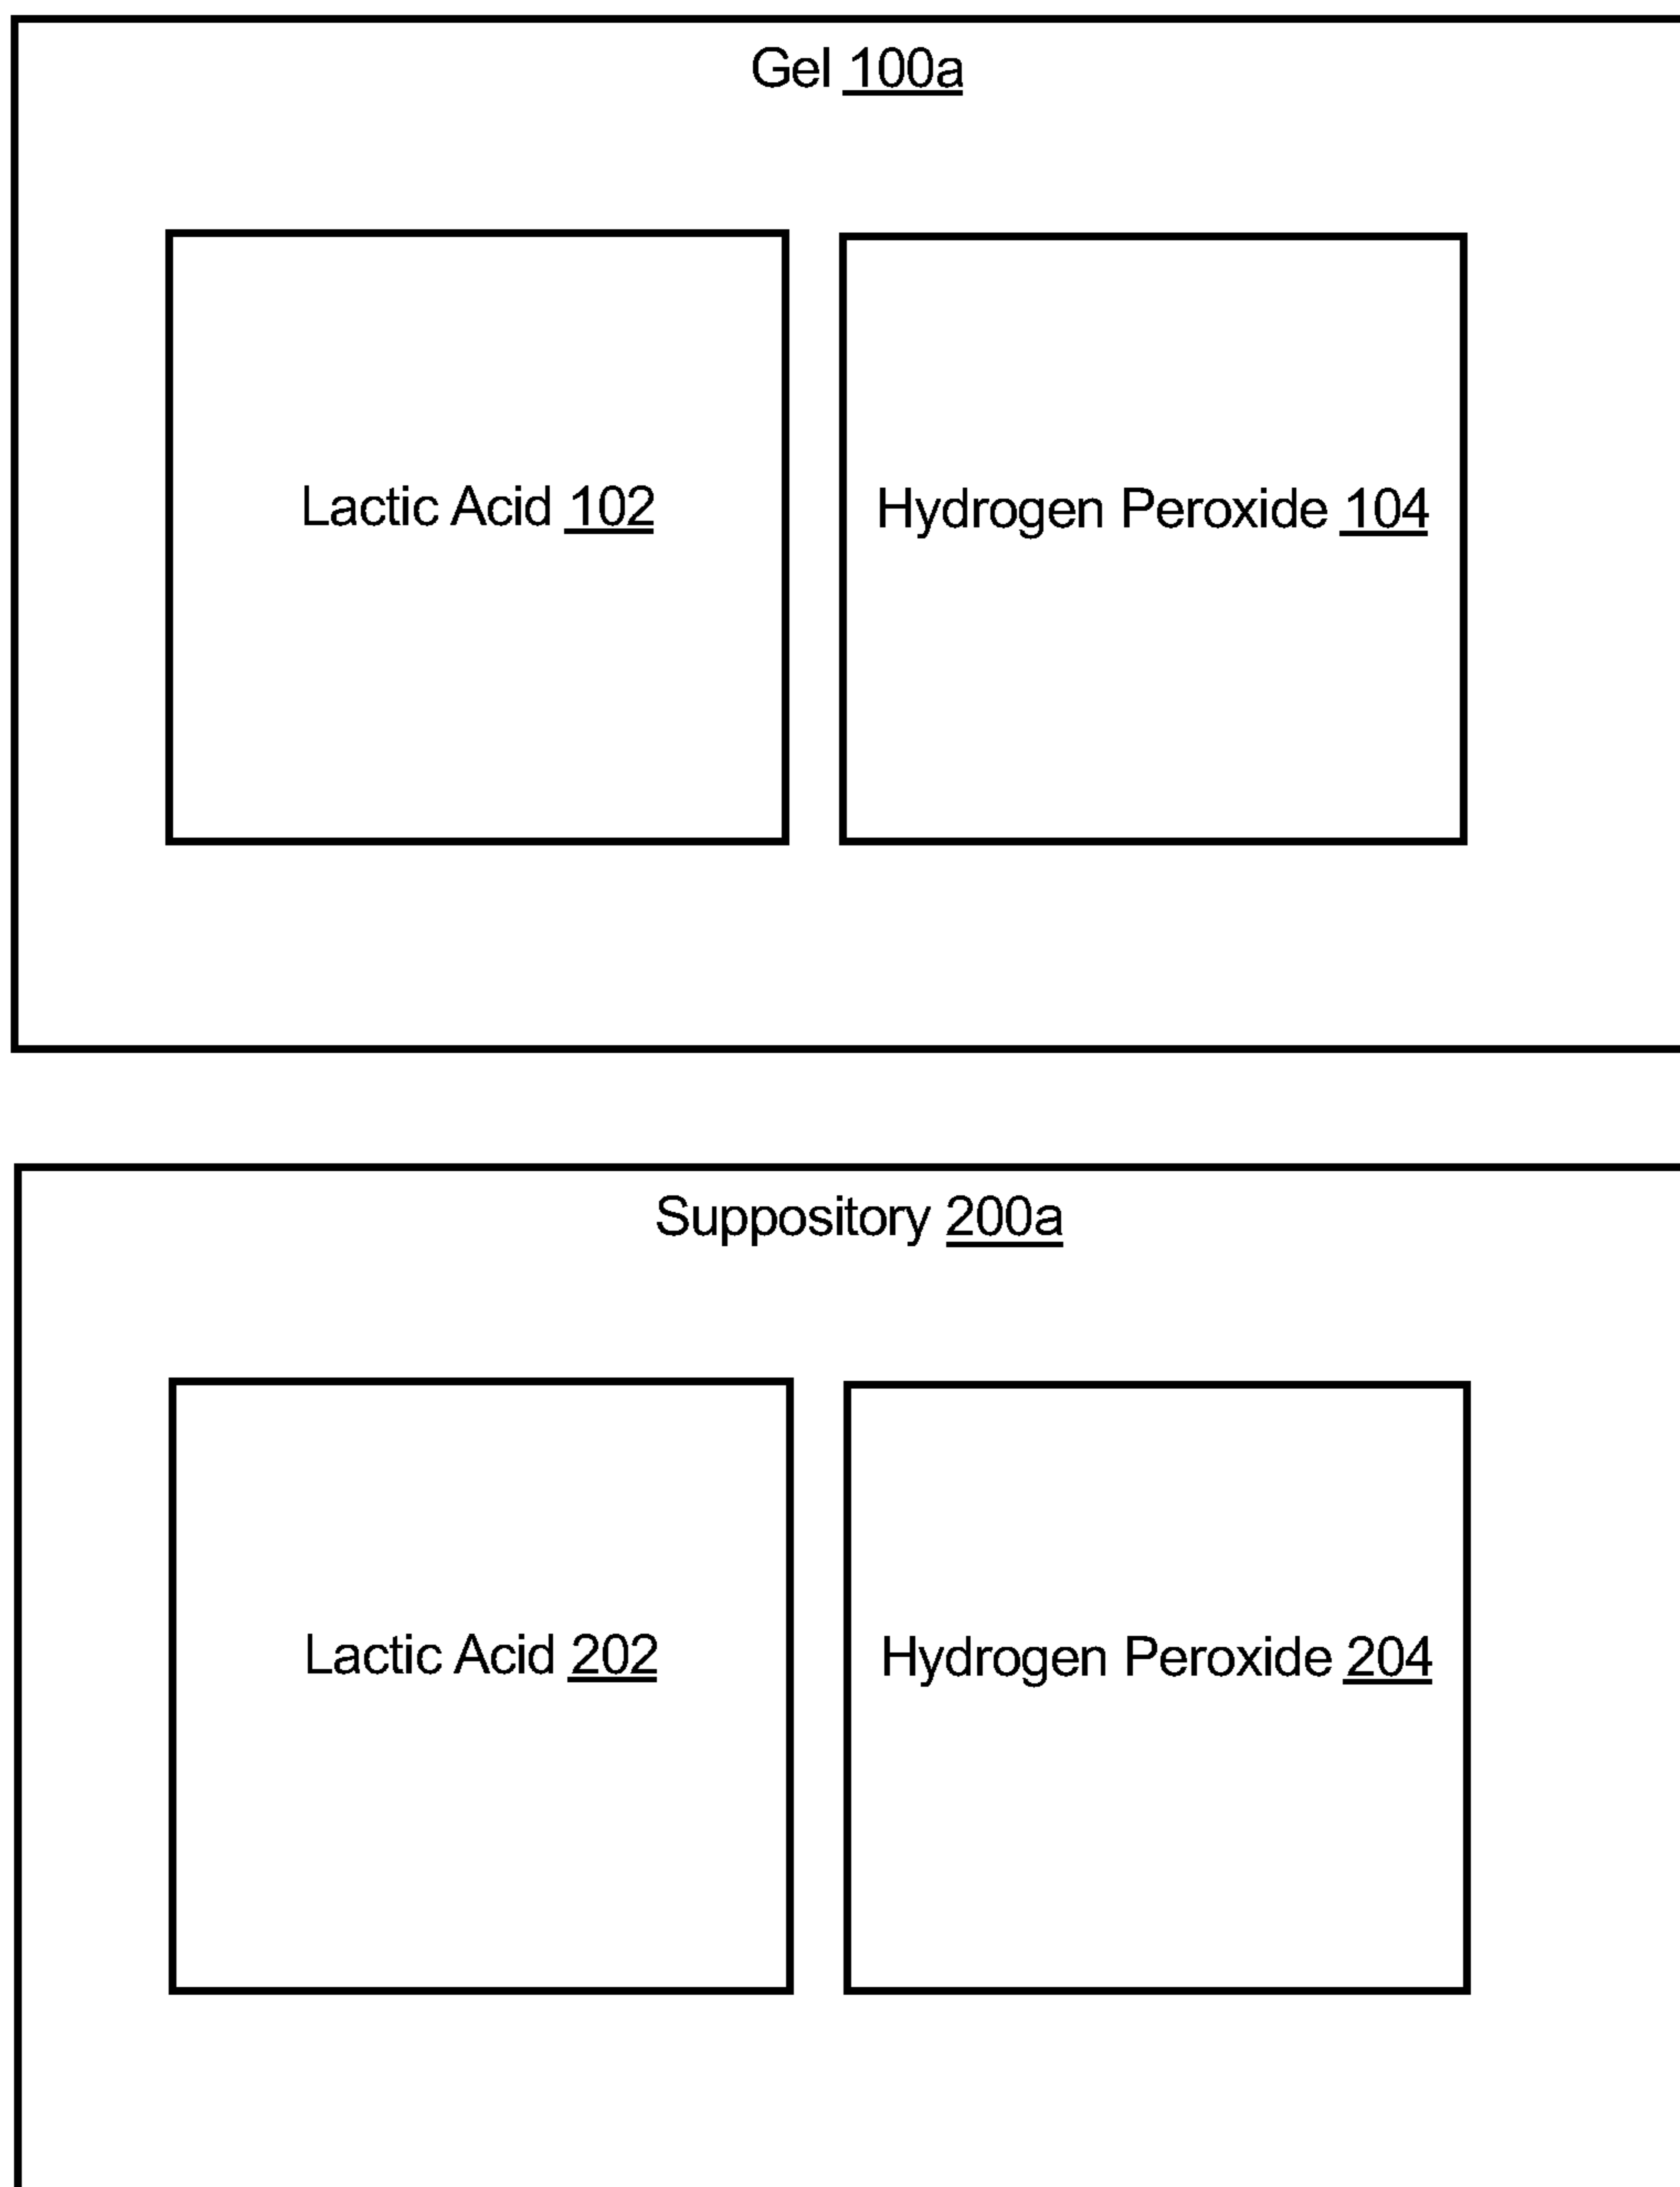 Gel 100a
Lactic Acid 102
Hydrogen Peroxide 104
Suppository 200a
Lactic Acid 202
Hydrogen Peroxide 204